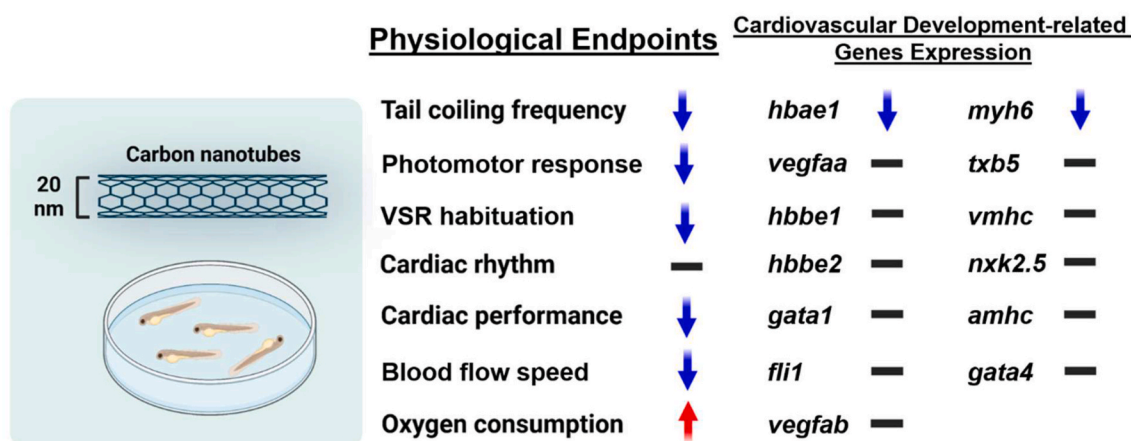 Physiological Endpoints
Cardiovascular Development-related
Genes Expression
Carbon nanotubes
20
nm
Tail coiling frequency
hbae1
myh6
Photomotor response
vegfaa
txb5
VSR habituation
hbbe1
vmhc
Cardiac rhythm
hbbe2
nxk2.5
Cardiac performance
gata1
amhc
Blood flow speed
fli1
gata4
Oxygen consumption
vegfab